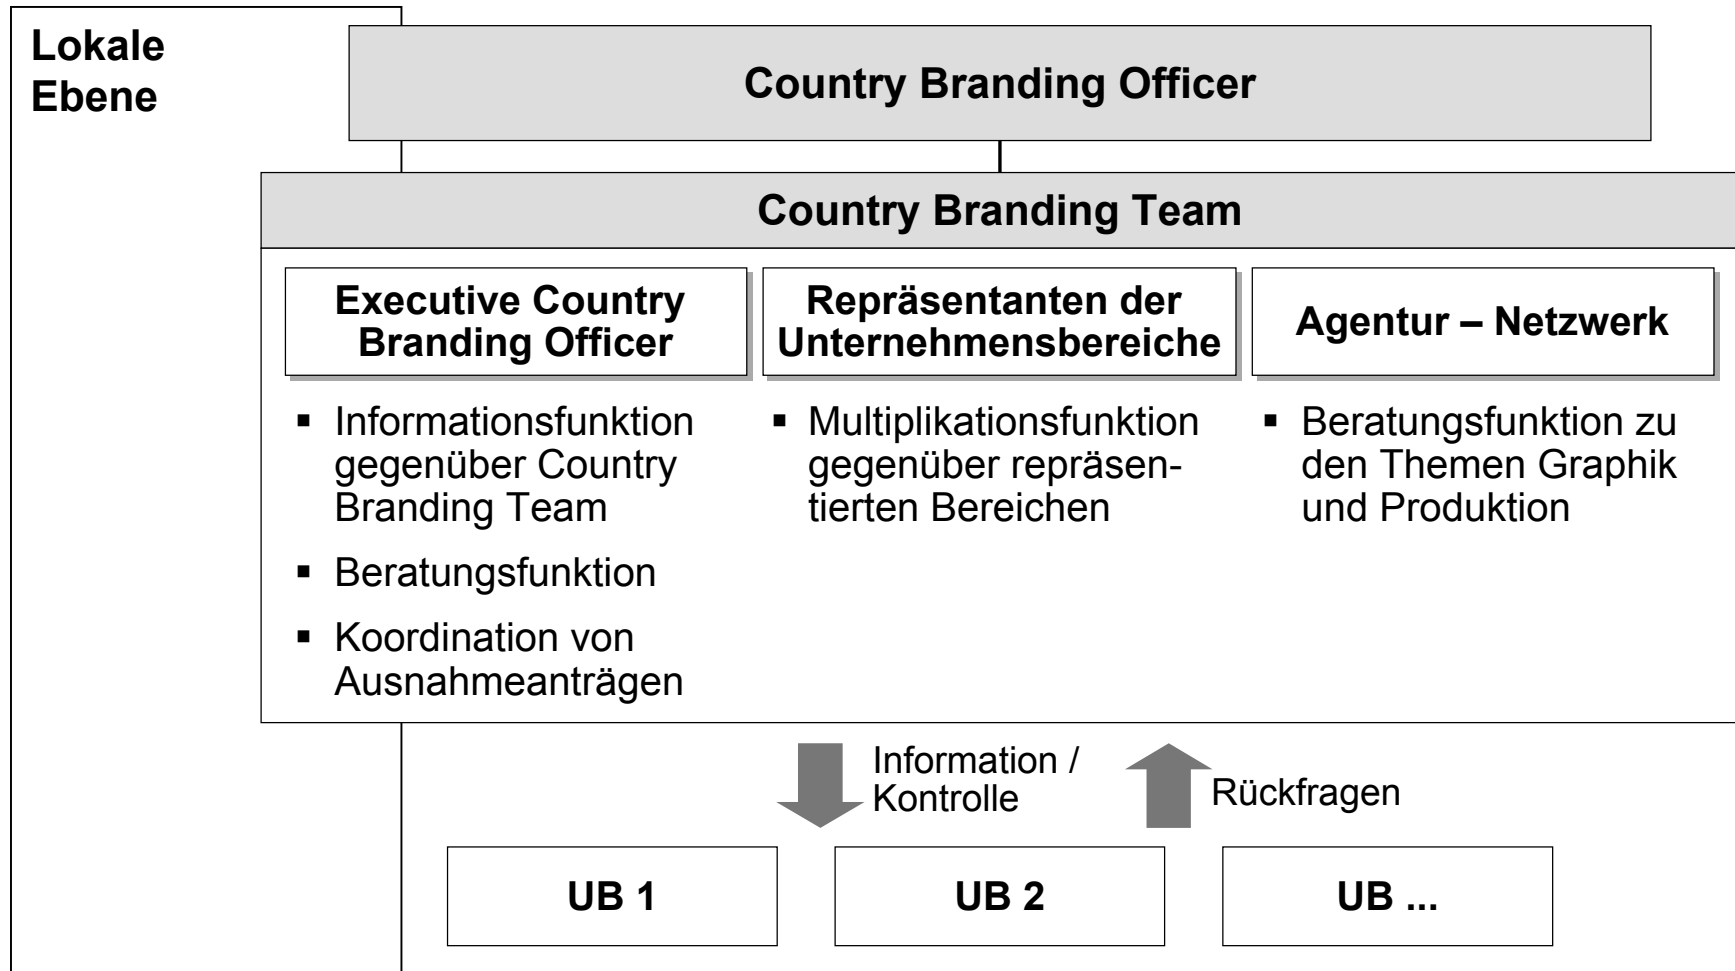 Lokale
Ebene
Country Branding Officer
Country Branding Team
Executive Country
Branding Officer
▪ Informationsfunktion
gegenüber Country
Branding Team
▪ Beratungsfunktion
▪ Koordination von
Ausnahmeanträgen
Repräsentanten der
Unternehmensbereiche
▪ Multiplikationsfunktion
gegenüber repräsen-
tierten Bereichen
Agentur – Netzwerk
▪ Beratungsfunktion zu
den Themen Graphik
und Produktion
Information /
Kontrolle
Rückfragen
UB 1
UB 2
UB ...